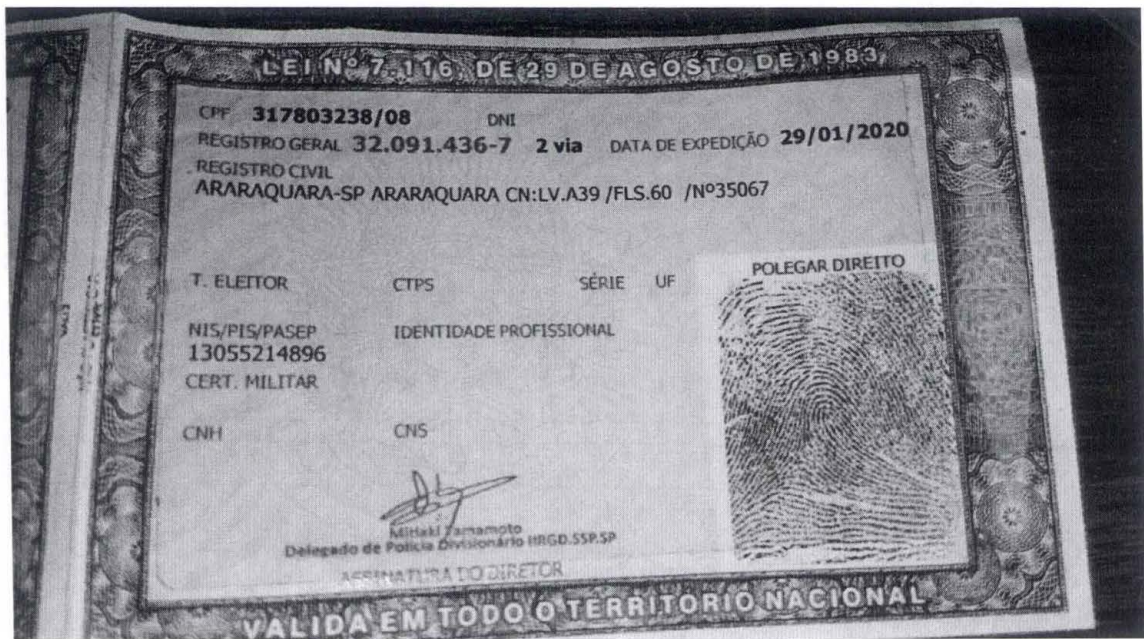 LEI Nº 7.116, DE 29 DE AGOSTO DE 1983
CPF 317803238/08 DNI
REGISTRO GERAL 32.091.436-7 2 via DATA DE EXPEDIÇÃO 29/01/2020
REGISTRO CIVIL
ARARAQUARA-SP ARARAQUARA CN:LV.A39 /FLS.60 /Nº35067
T. ELEITOR CTPS SÉRIE UF
POLEGAR DIREITO
NIS/PIS/PASEP IDENTIDADE PROFISSIONAL
13055214896
CERT. MILITAR
CNH CNS
Mitiaki Yamamoto
Delegado de Polícia Divisionário IIRGD.SSP.SP
ASSINATURA DO DIRETOR
VALIDA EM TODO O TERRITORIO NACIONAL